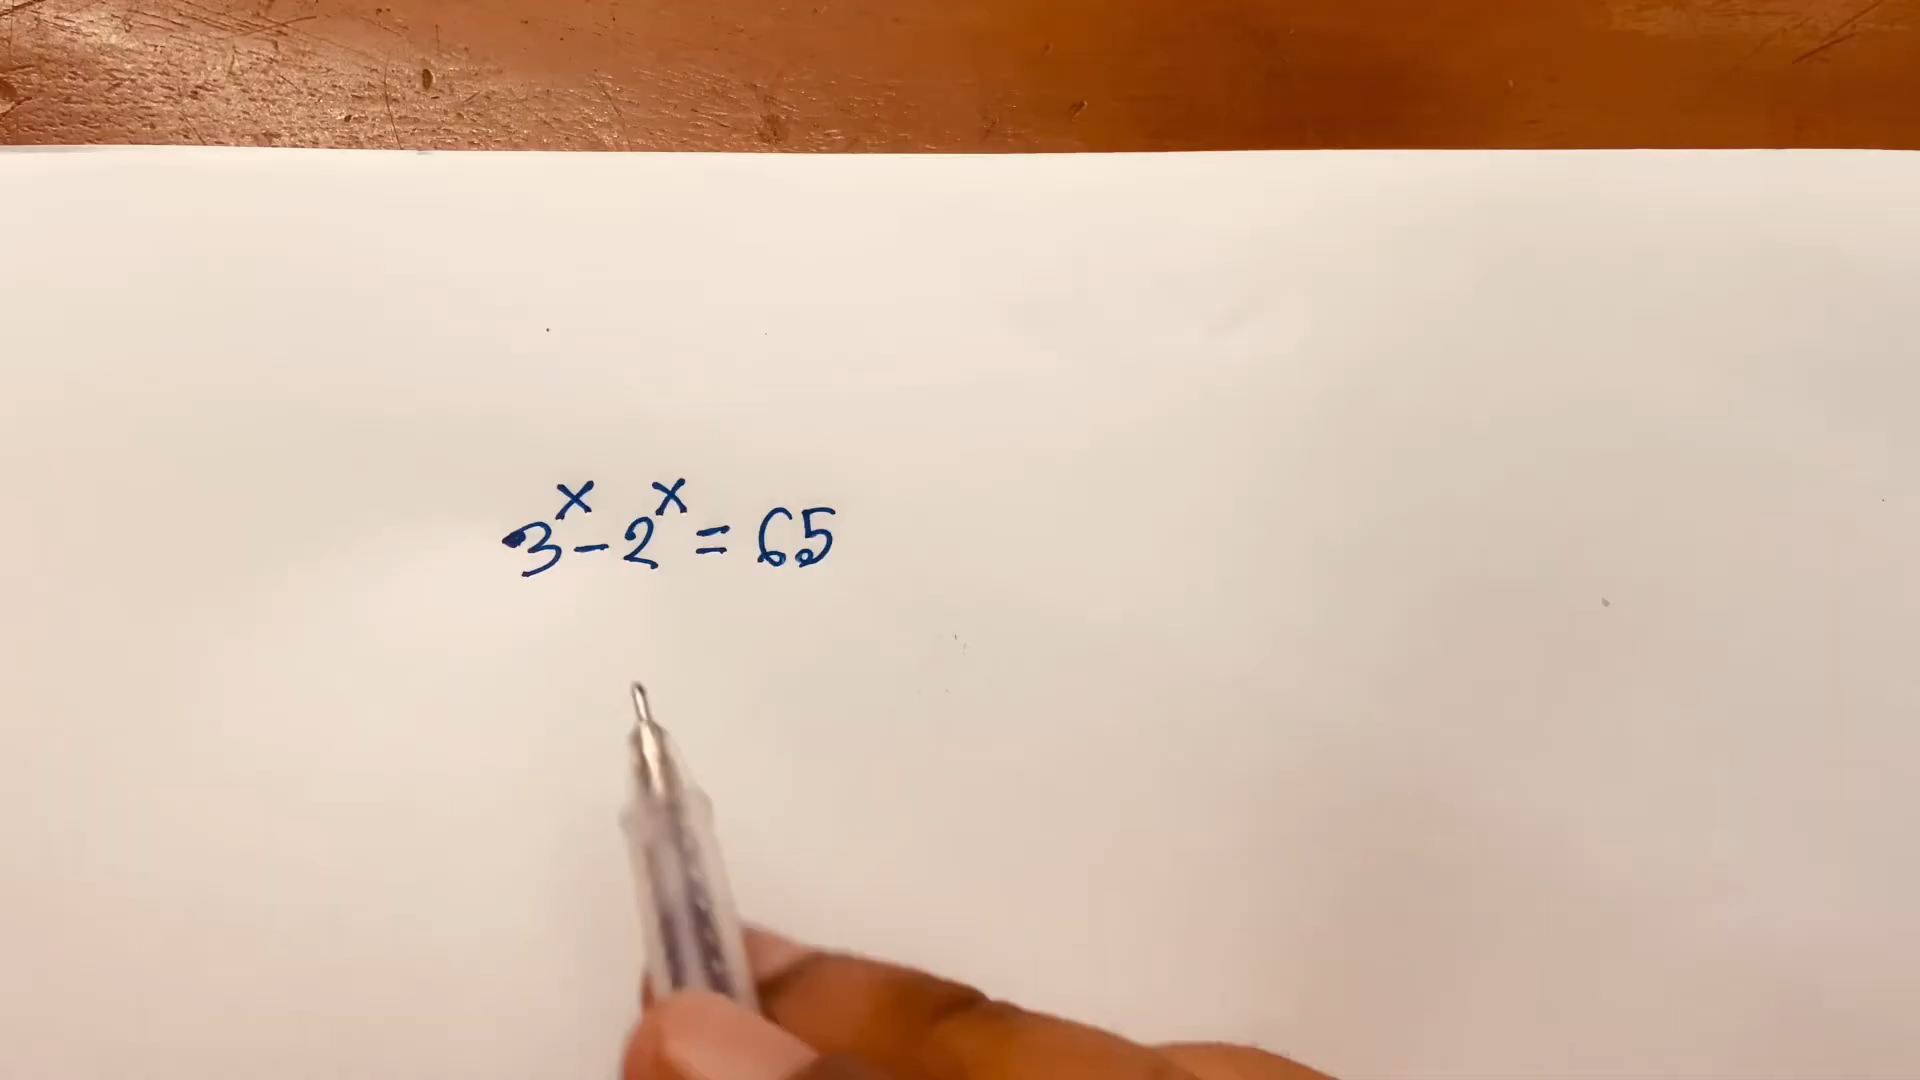 3^x - 2^x = 65